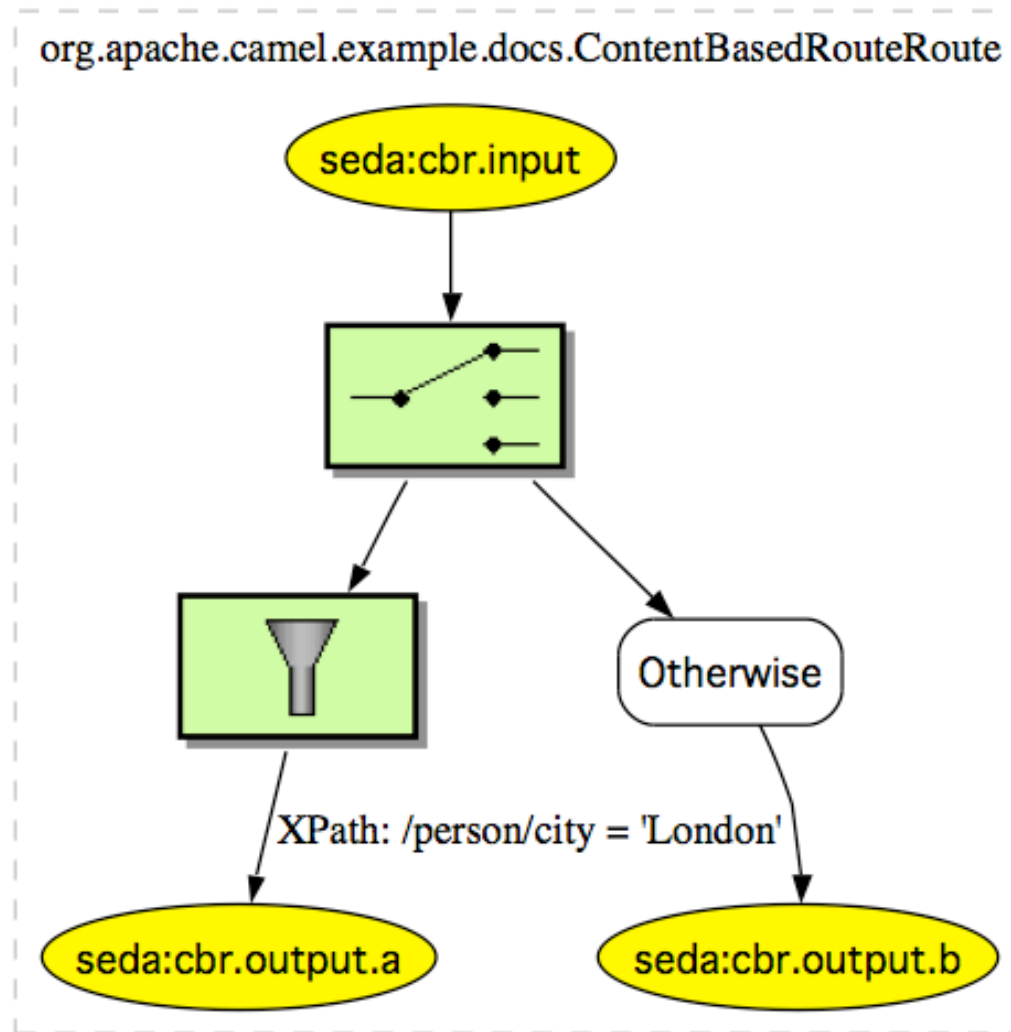 org.apache.camel.example.docs.ContentBasedRouteRoute
seda:cbr.input
Otherwise
XPath: /person/city = 'London'
seda:cbr.output.a
seda:cbr.output.b